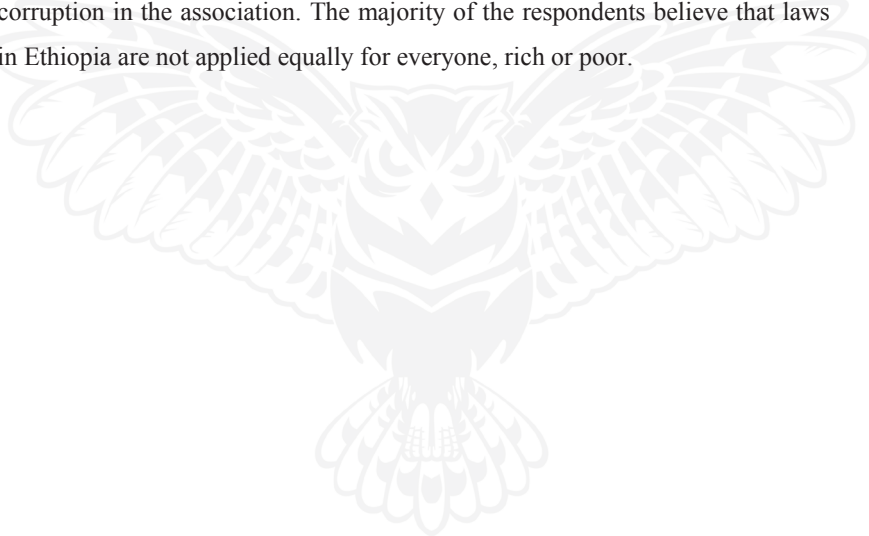 corruption in the association. The majority of the respondents believe that laws
in Ethiopia are not applied equally for everyone, rich or poor.